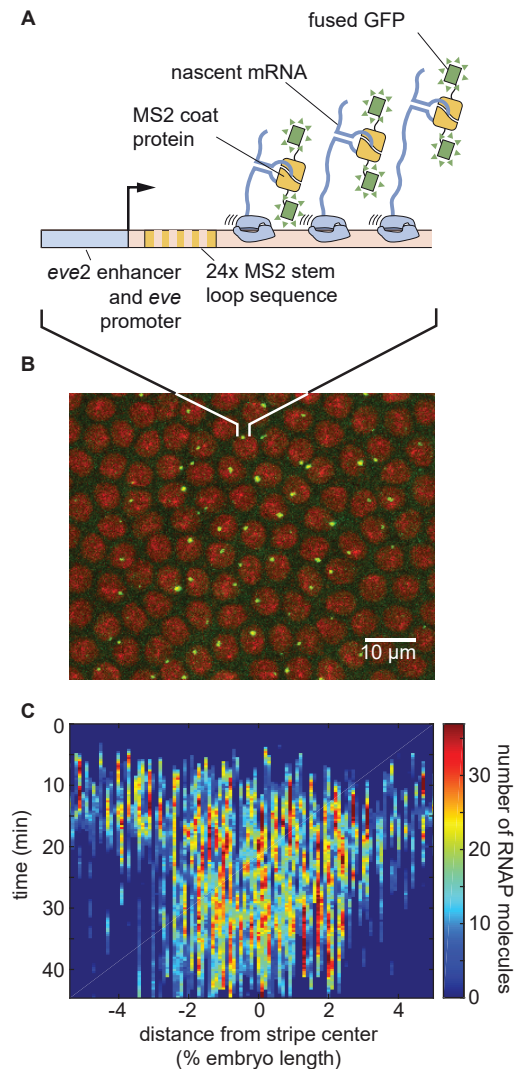 A
fused GFP
nascent mRNA
MS2 coat
protein
eve2 enhancer
and eve
promoter
24x MS2 stem
loop sequence
B
10 µm
C
0
10
20
30
40
time (min)
-4
-2
0
2
4
distance from stripe center
(% embryo length)
30
20
10
0
number of RNAP molecules